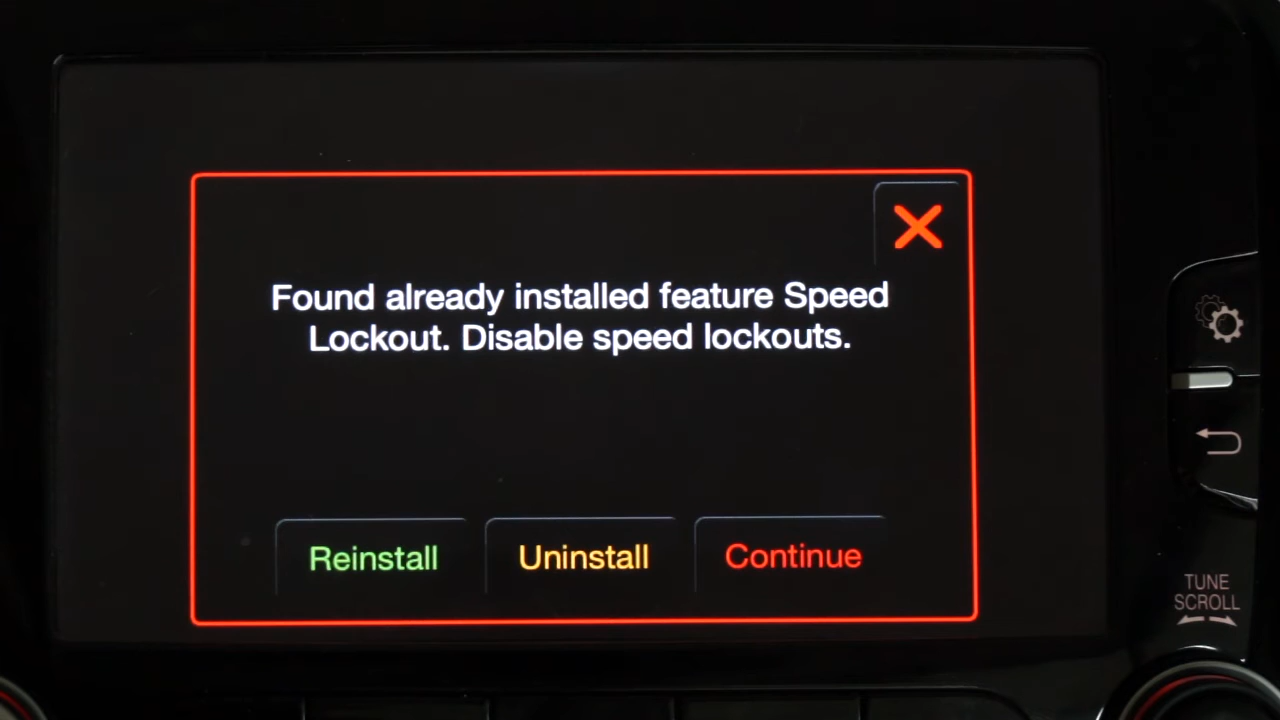 Found already installed feature Speed
Lockout. Disable speed lockouts.
Reinstall
Uninstall
Continue
TUNE
SCROLL